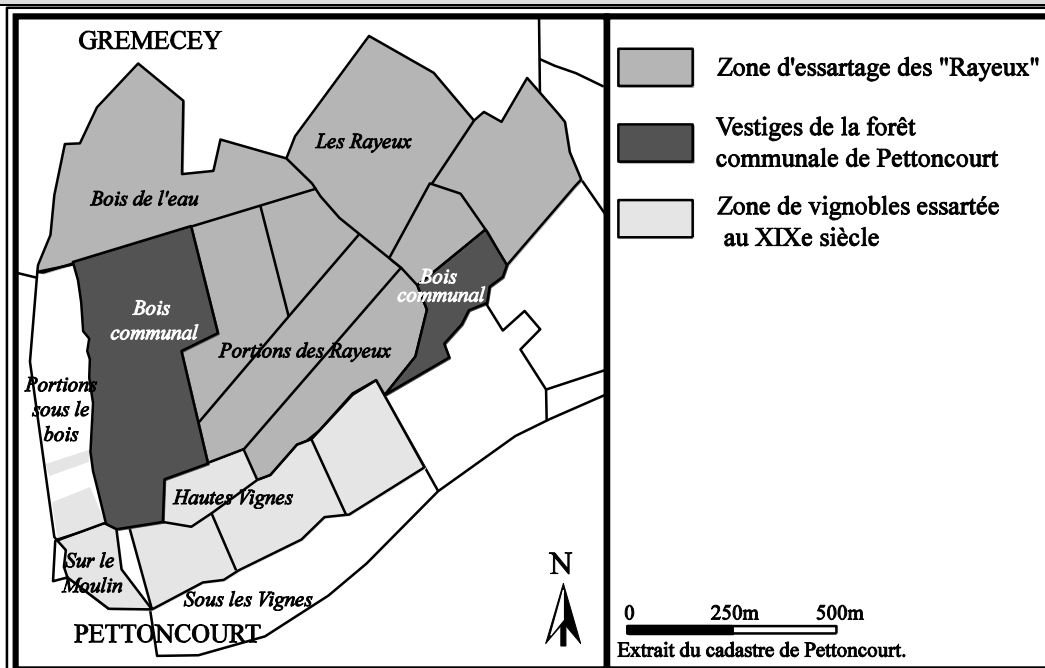 GREMECEY
Les Rayeux
Bois de l'eau
Bois
communal
Bois
communal
Portions des Rayeux
Portions
sous le
bois
Hautes Vignes
Sur le
Moulin
Sous les Vignes
PETTONCOURT
N
Zone d'essartage des "Rayeux"
Vestiges de la forêt
communale de Pettoncourt
Zone de vignobles essartée
au XIXe siècle
0 250m 500m
Extrait du cadastre de Pettoncourt.